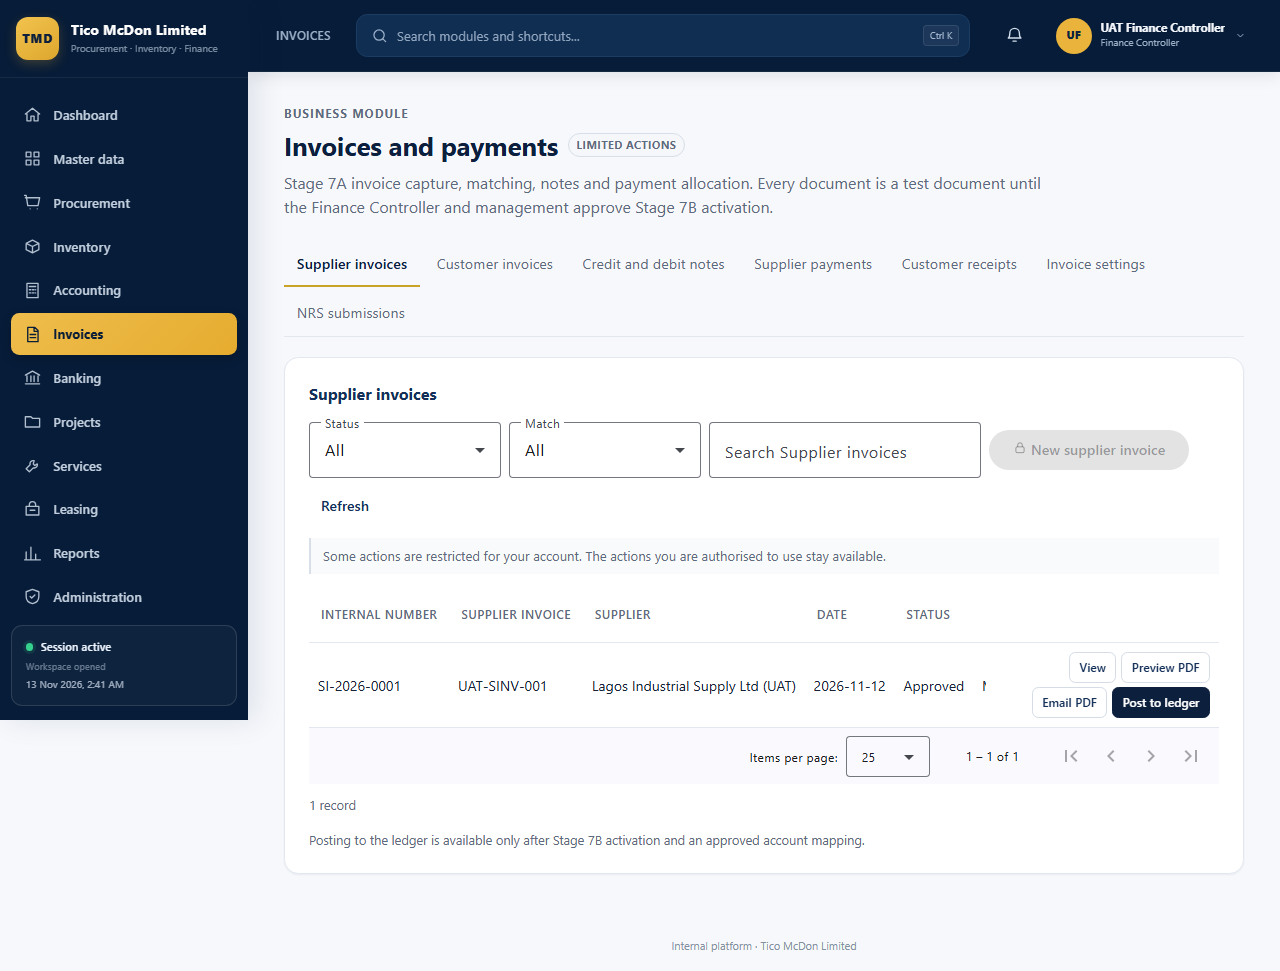 TMD
Tico McDon Limited
Procurement · Inventory · Finance
INVOICES
Search modules and shortcuts...
Ctrl K
UF
UAT Finance Controller
Finance Controller
Dashboard
Master data
Procurement
Inventory
Accounting
Invoices
Banking
Projects
Services
Leasing
Reports
Administration
Session active
Workspace opened
13 Nov 2026, 2:41 AM
BUSINESS MODULE
Invoices and payments
LIMITED ACTIONS
Stage 7A invoice capture, matching, notes and payment allocation. Every document is a test document until
the Finance Controller and management approve Stage 7B activation.
Supplier invoices
Customer invoices
Credit and debit notes
Supplier payments
Customer receipts
Invoice settings
NRS submissions
Supplier invoices
Status
All
Match
All
Search Supplier invoices
New supplier invoice
Refresh
Some actions are restricted for your account. The actions you are authorised to use stay available.
INTERNAL NUMBER SUPPLIER INVOICE SUPPLIER DATE STATUS
SI-2026-0001 UAT-SINV-001 Lagos Industrial Supply Ltd (UAT) 2026-11-12 Approved
View
Preview PDF
Email PDF
Post to ledger
Items per page: 25 1 – 1 of 1
1 record
Posting to the ledger is available only after Stage 7B activation and an approved account mapping.
Internal platform · Tico McDon Limited